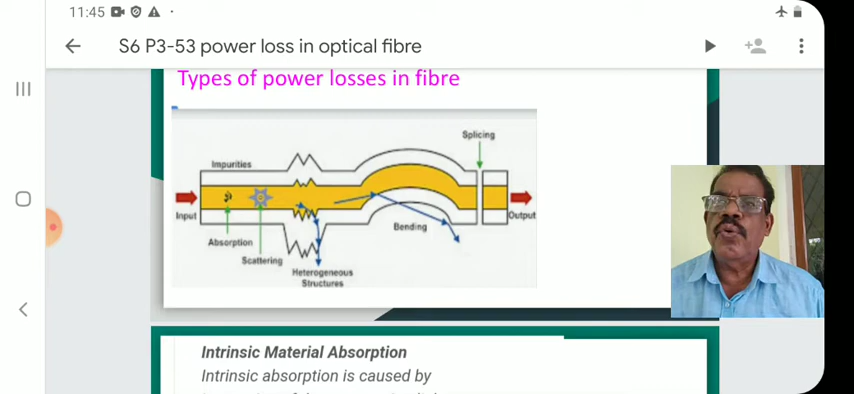 11:45
S6 P3-53 power loss in optical fibre
Types of power losses in fibre
Splicing
Impurities
Input
Output
Absorption
Bending
Scattering
Heterogeneous
Structures
Intrinsic Material Absorption
Intrinsic absorption is caused by